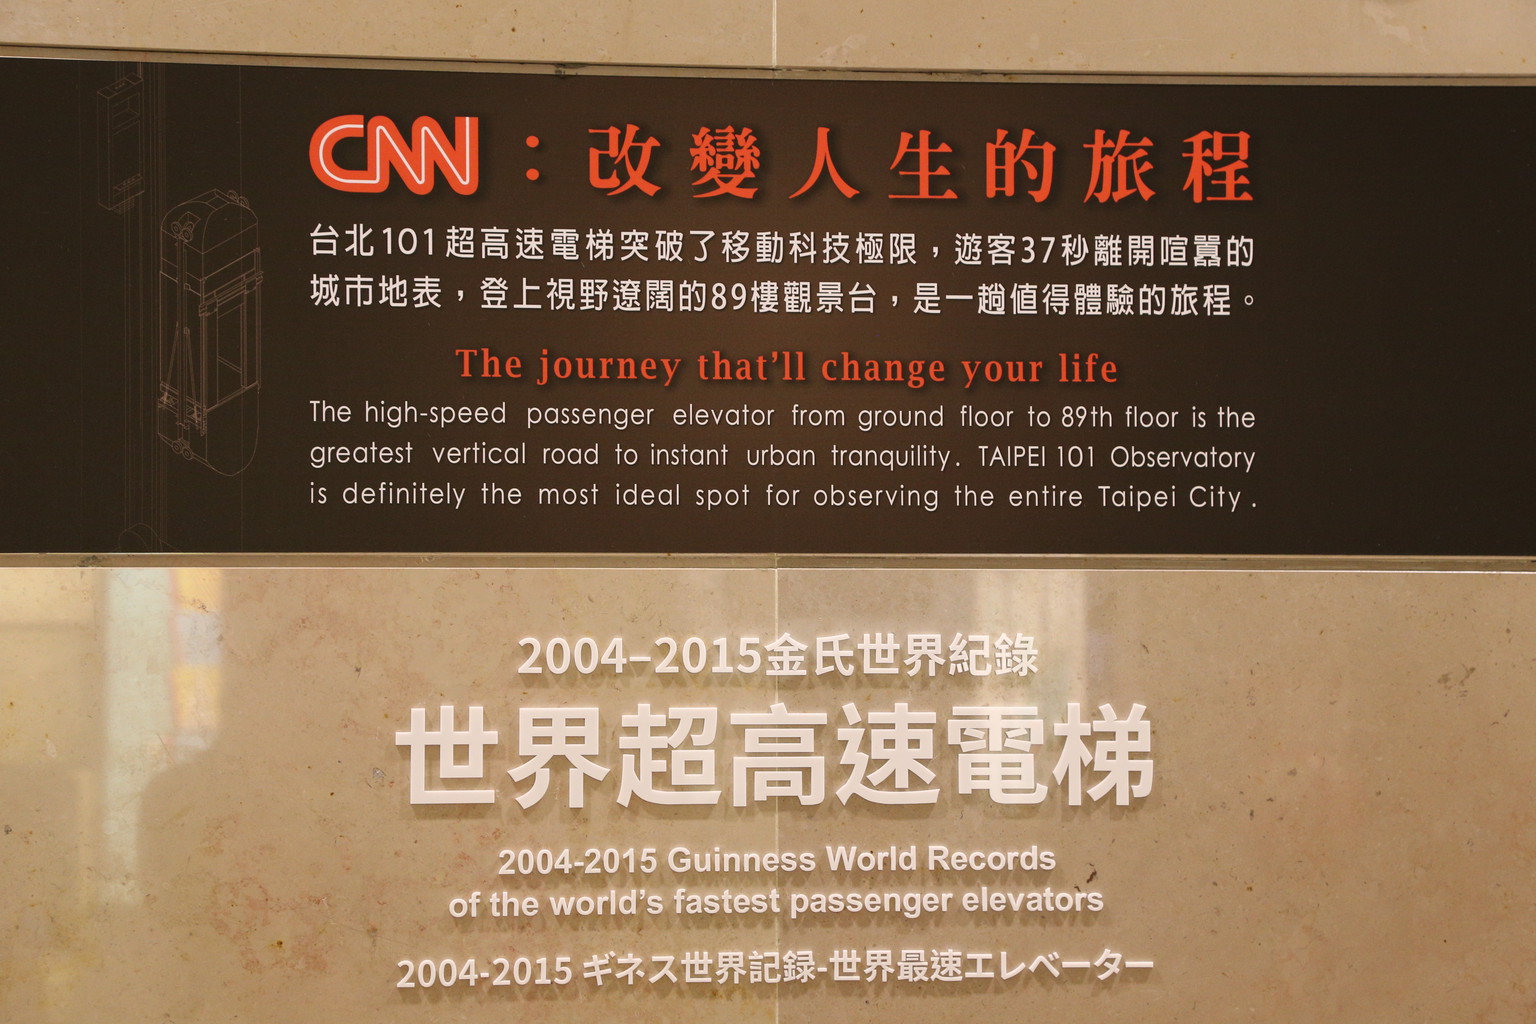 CNN：改變人生的旅程
台北101超高速電梯突破了移動科技極限，遊客37秒離開喧囂的
城市地表，登上視野遼闊的89樓觀景台，是一趟值得體驗的旅程。
The journey that'll change your life
The high-speed passenger elevator from ground floor to 89th floor is the
greatest vertical road to instant urban tranquility. TAIPEI 101 Observatory
is definitely the most ideal spot for observing the entire Taipei City.
2004–2015金氏世界紀錄
世界超高速電梯
2004-2015 Guinness World Records
of the world's fastest passenger elevators
2004-2015 ギネス世界記録-世界最速エレベーター